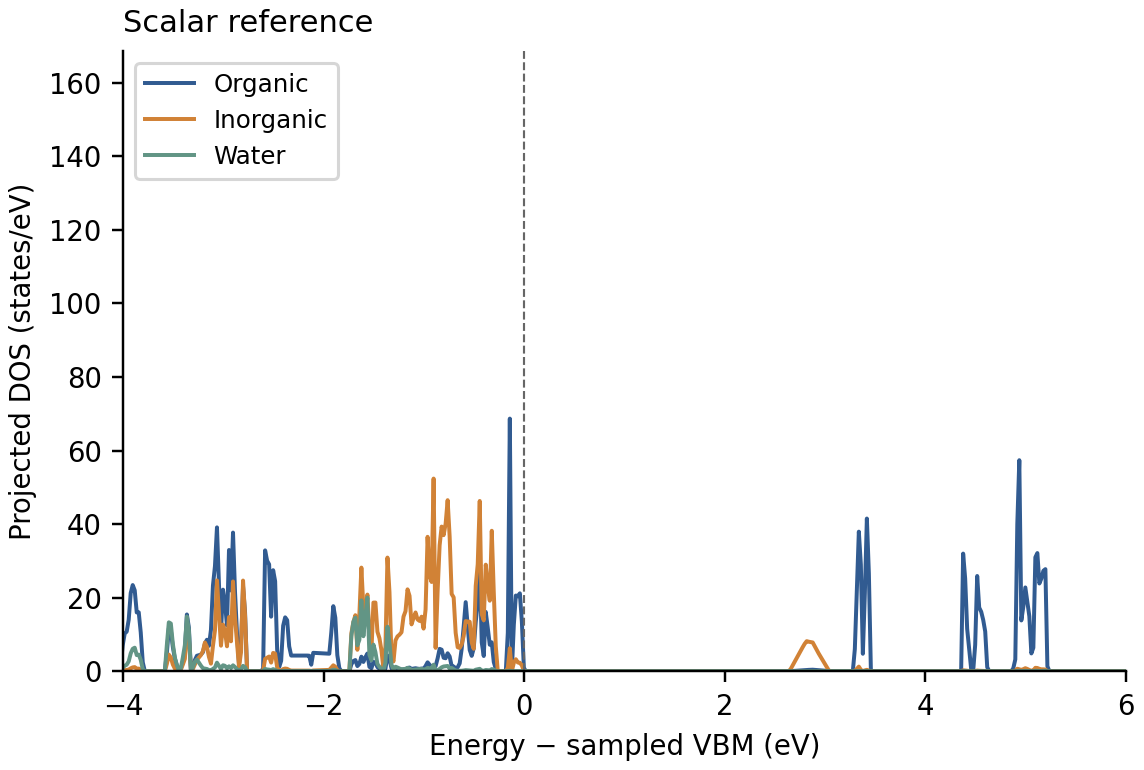 Scalar reference
Organic
Inorganic
Water
Projected DOS (states/eV)
160
140
120
100
80
60
40
20
0
−4
−2
0
2
4
6
Energy − sampled VBM (eV)